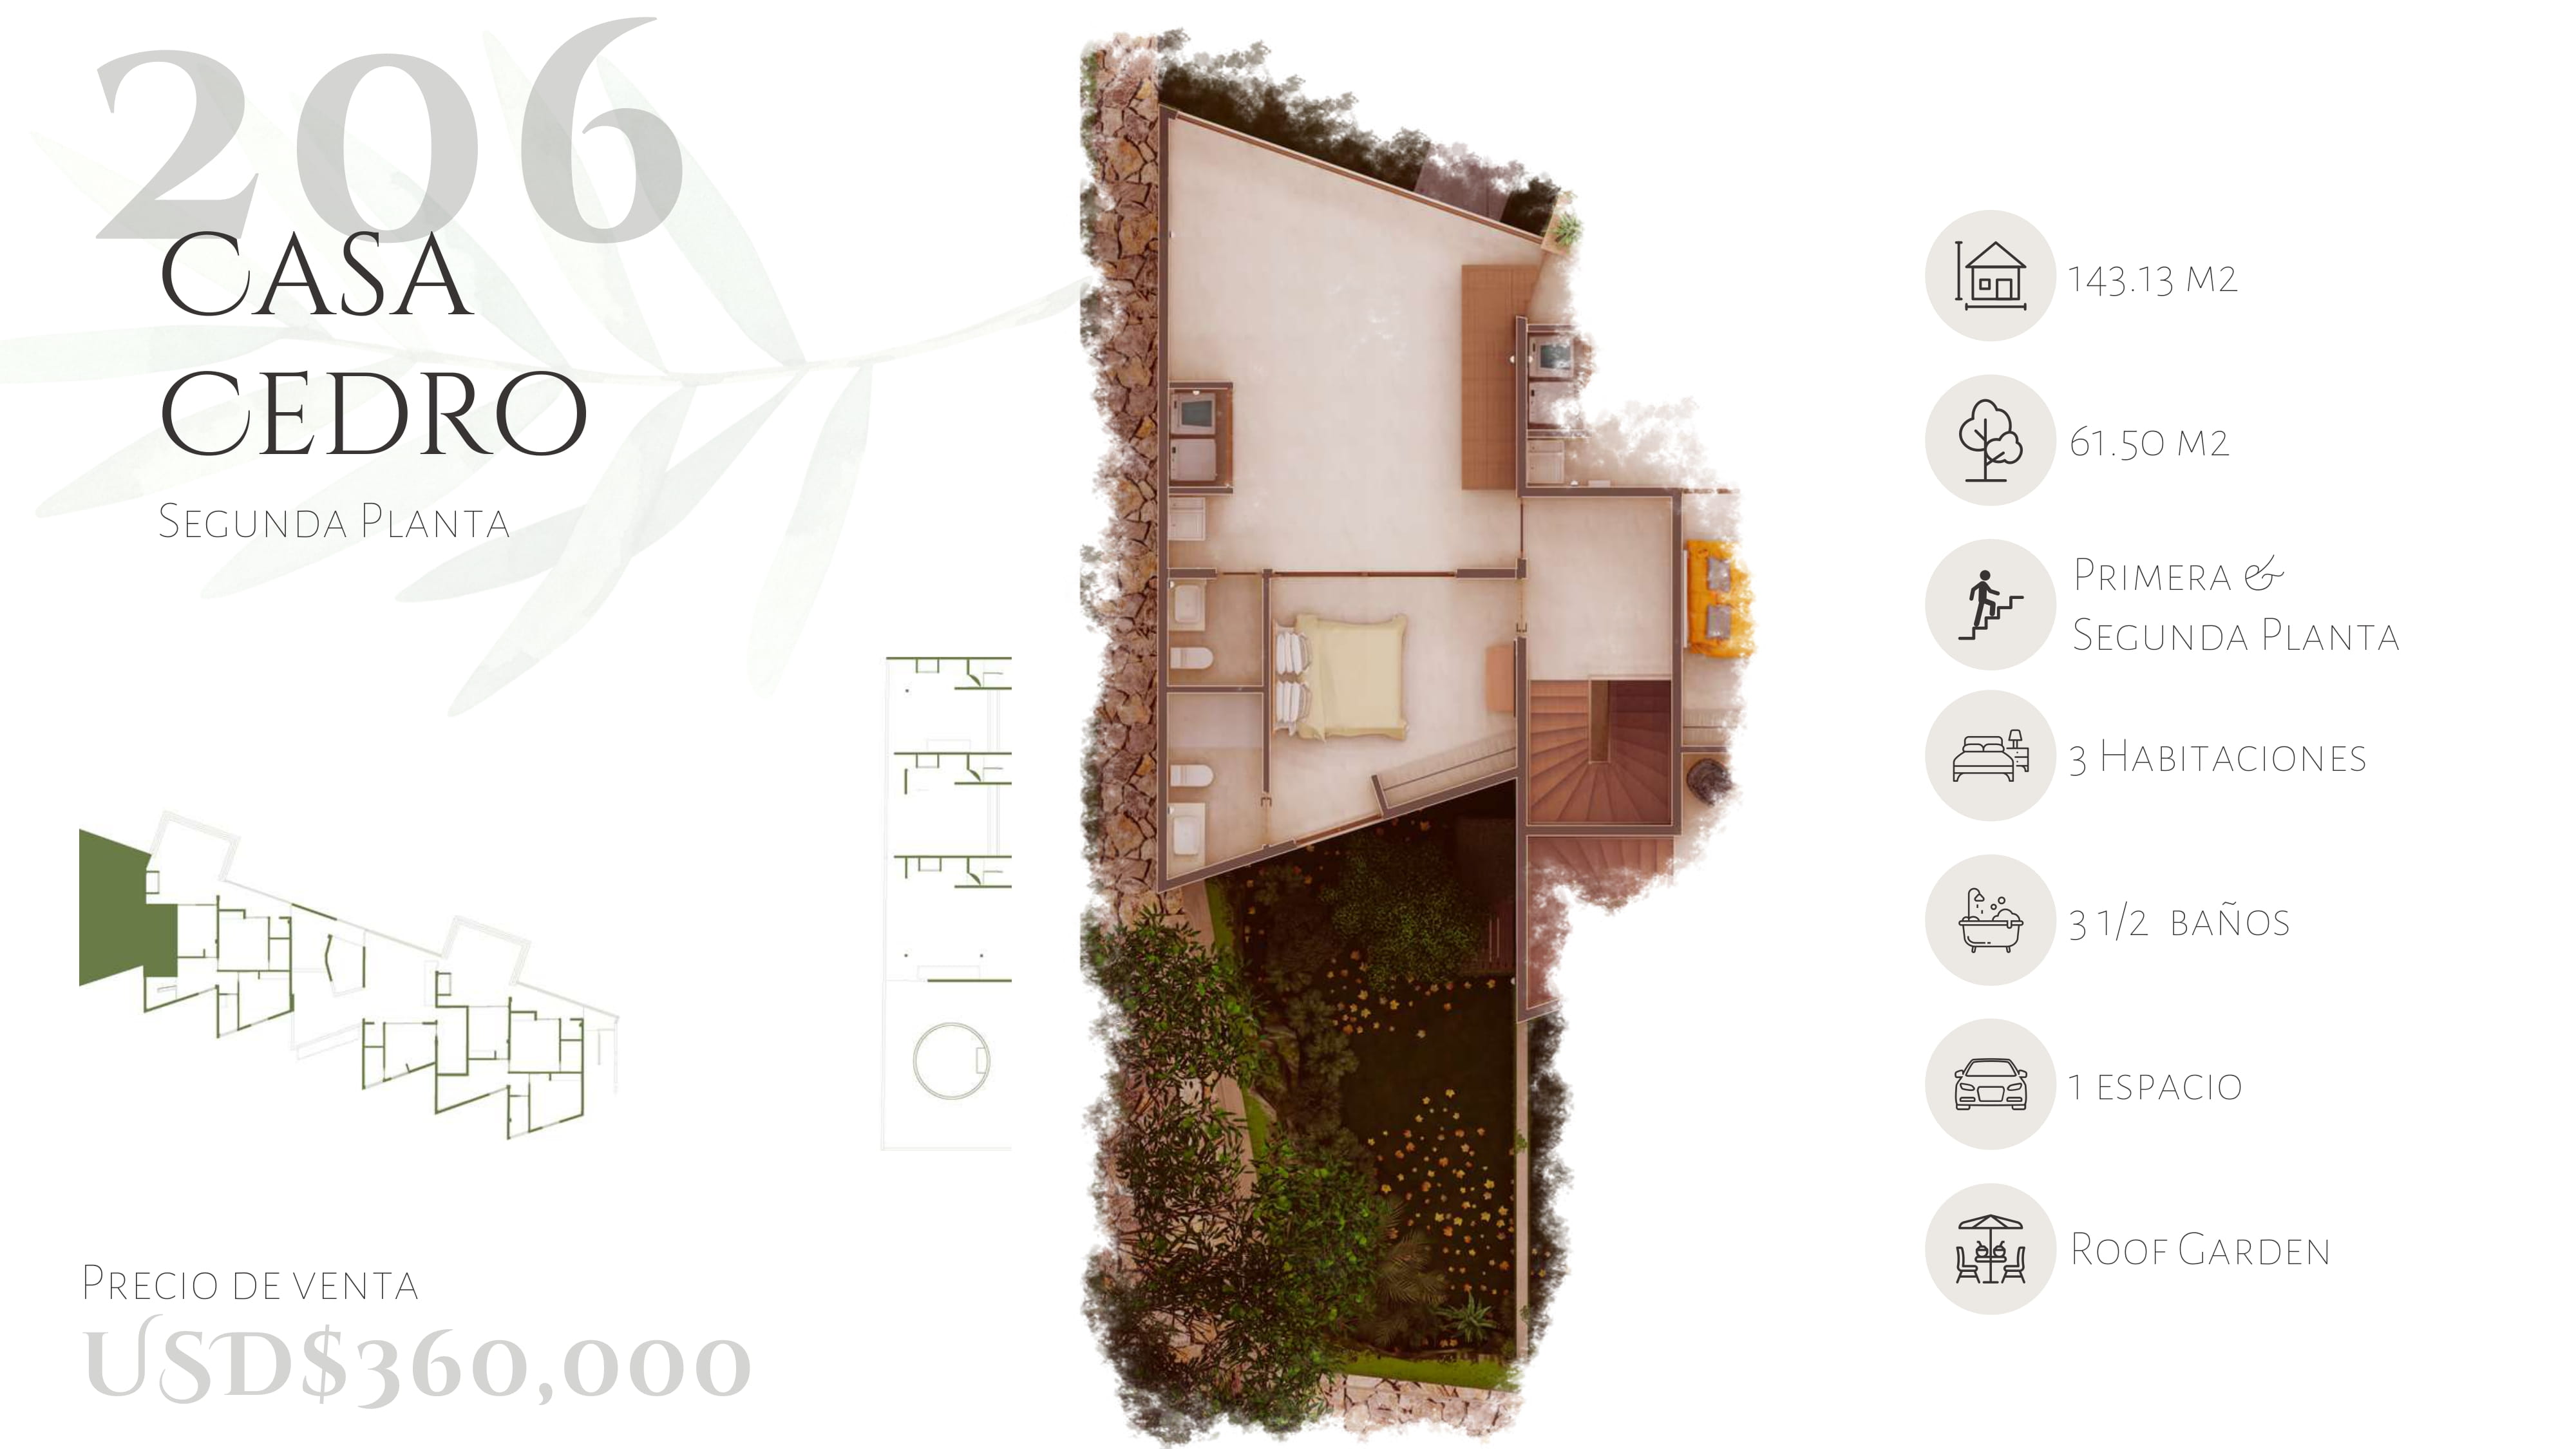 206
Casa
Cedro
Segunda Planta
Precio de venta
USD$360,000
143.13 m2
61.50 m2
Primera &
Segunda Planta
3 Habitaciones
3 1/2 baños
1 espacio
Roof Garden